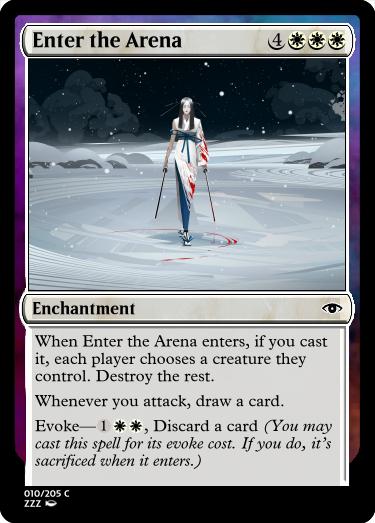 Enter the Arena 4
Enchantment
When Enter the Arena enters, if you cast
it, each player chooses a creature they
control. Destroy the rest.
Whenever you attack, draw a card.
Evoke—1, Discard a card (You may
cast this spell for its evoke cost. If you do, it's
sacrificed when it enters.)
010/205 C
ZZZ